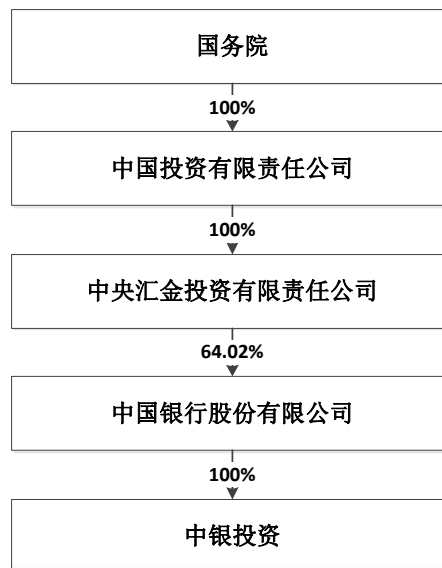 国务院
100%
中国投资有限责任公司
100%
中央汇金投资有限责任公司
64.02%
中国银行股份有限公司
100%
中银投资